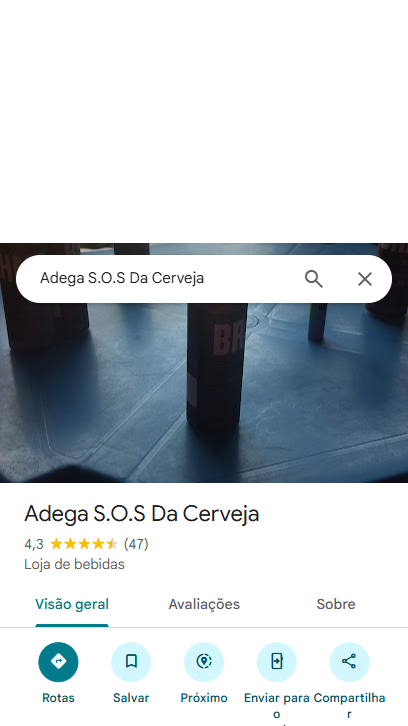 Adega S.O.S Da Cerveja
BR
Adega S.O.S Da Cerveja
4,3 (47)
Loja de bebidas
Visão geral Avaliações Sobre
Rotas Salvar Próximo Enviar para o Compartilhar